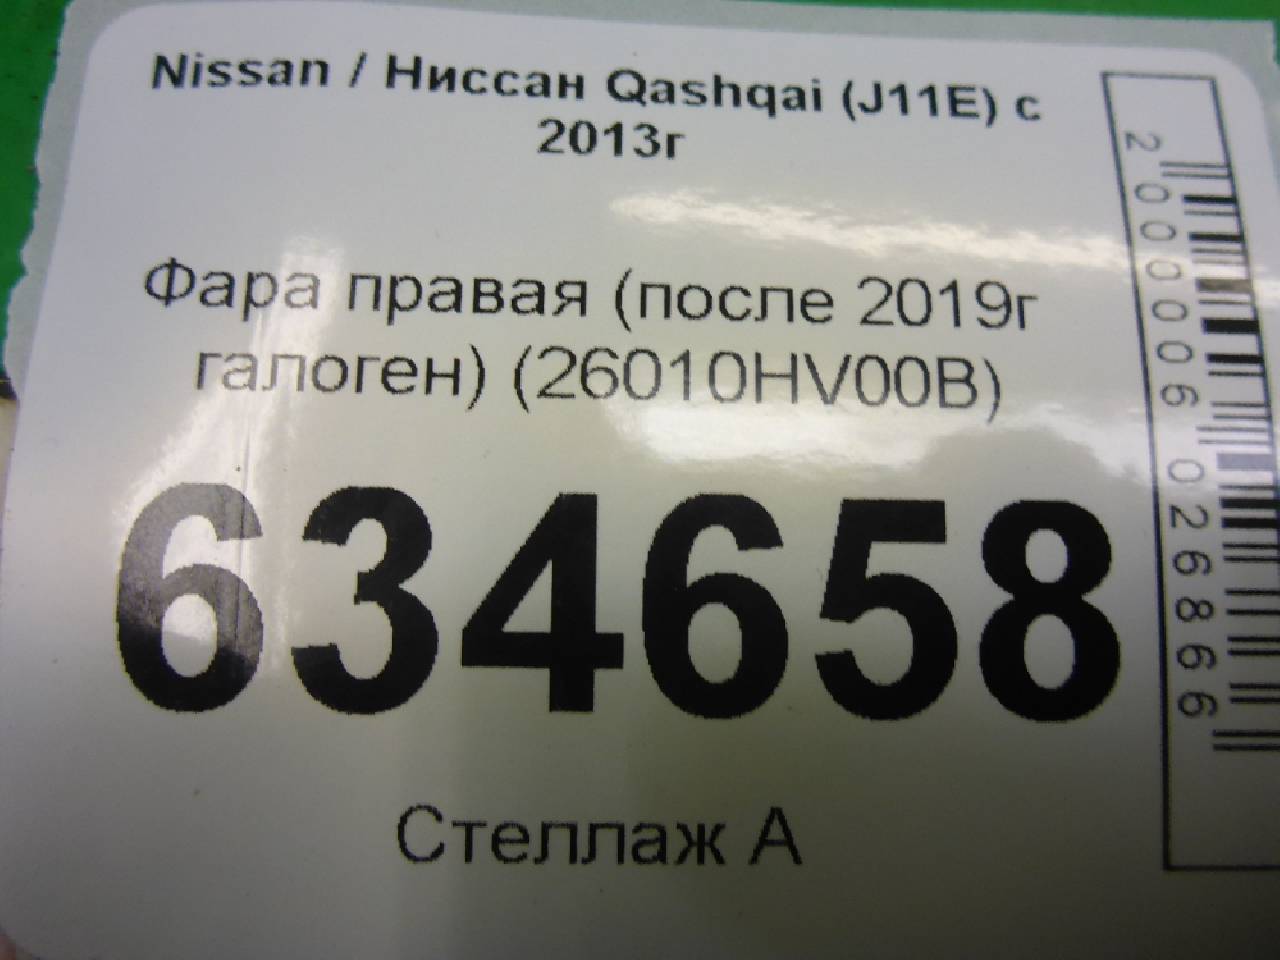 Nissan / Ниссан Qashqai (J11E) с
2013г
Фара правая (после 2019г
галоген) (26010HV00B)
634658
Стеллаж А
2000006026866